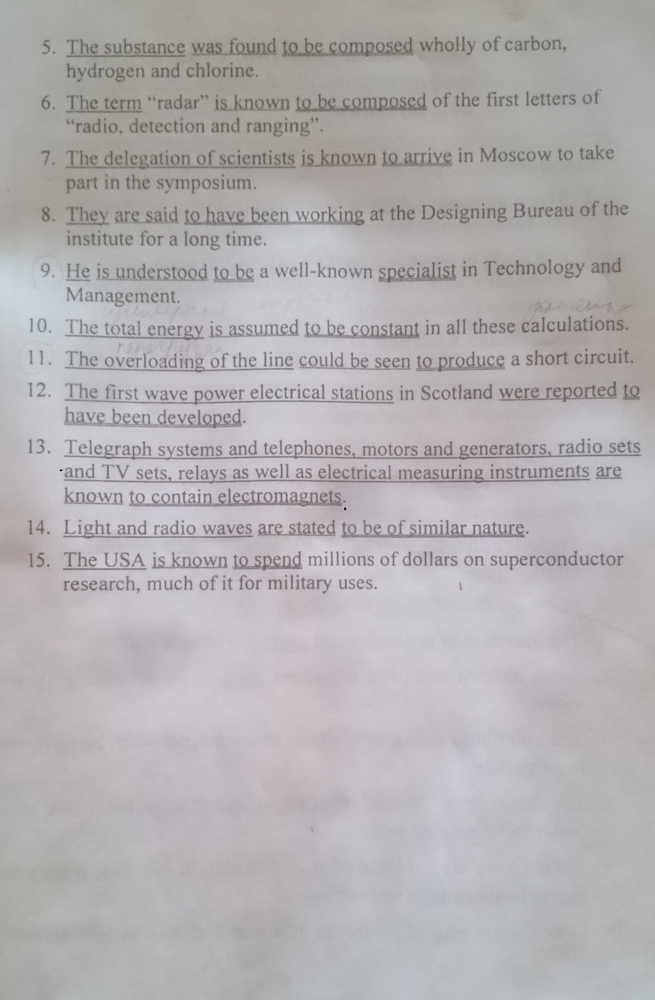 5. The substance was found to be composed wholly of carbon,
hydrogen and chlorine.
6. The term “radar” is known to be composed of the first letters of
“radio, detection and ranging”.
7. The delegation of scientists is known to arrive in Moscow to take
part in the symposium.
8. They are said to have been working at the Designing Bureau of the
institute for a long time.
9. He is understood to be a well-known specialist in Technology and
Management.
10. The total energy is assumed to be constant in all these calculations.
11. The overloading of the line could be seen to produce a short circuit.
12. The first wave power electrical stations in Scotland were reported to
have been developed.
13. Telegraph systems and telephones, motors and generators, radio sets
and TV sets, relays as well as electrical measuring instruments are
known to contain electromagnets.
14. Light and radio waves are stated to be of similar nature.
15. The USA is known to spend millions of dollars on superconductor
research, much of it for military uses.